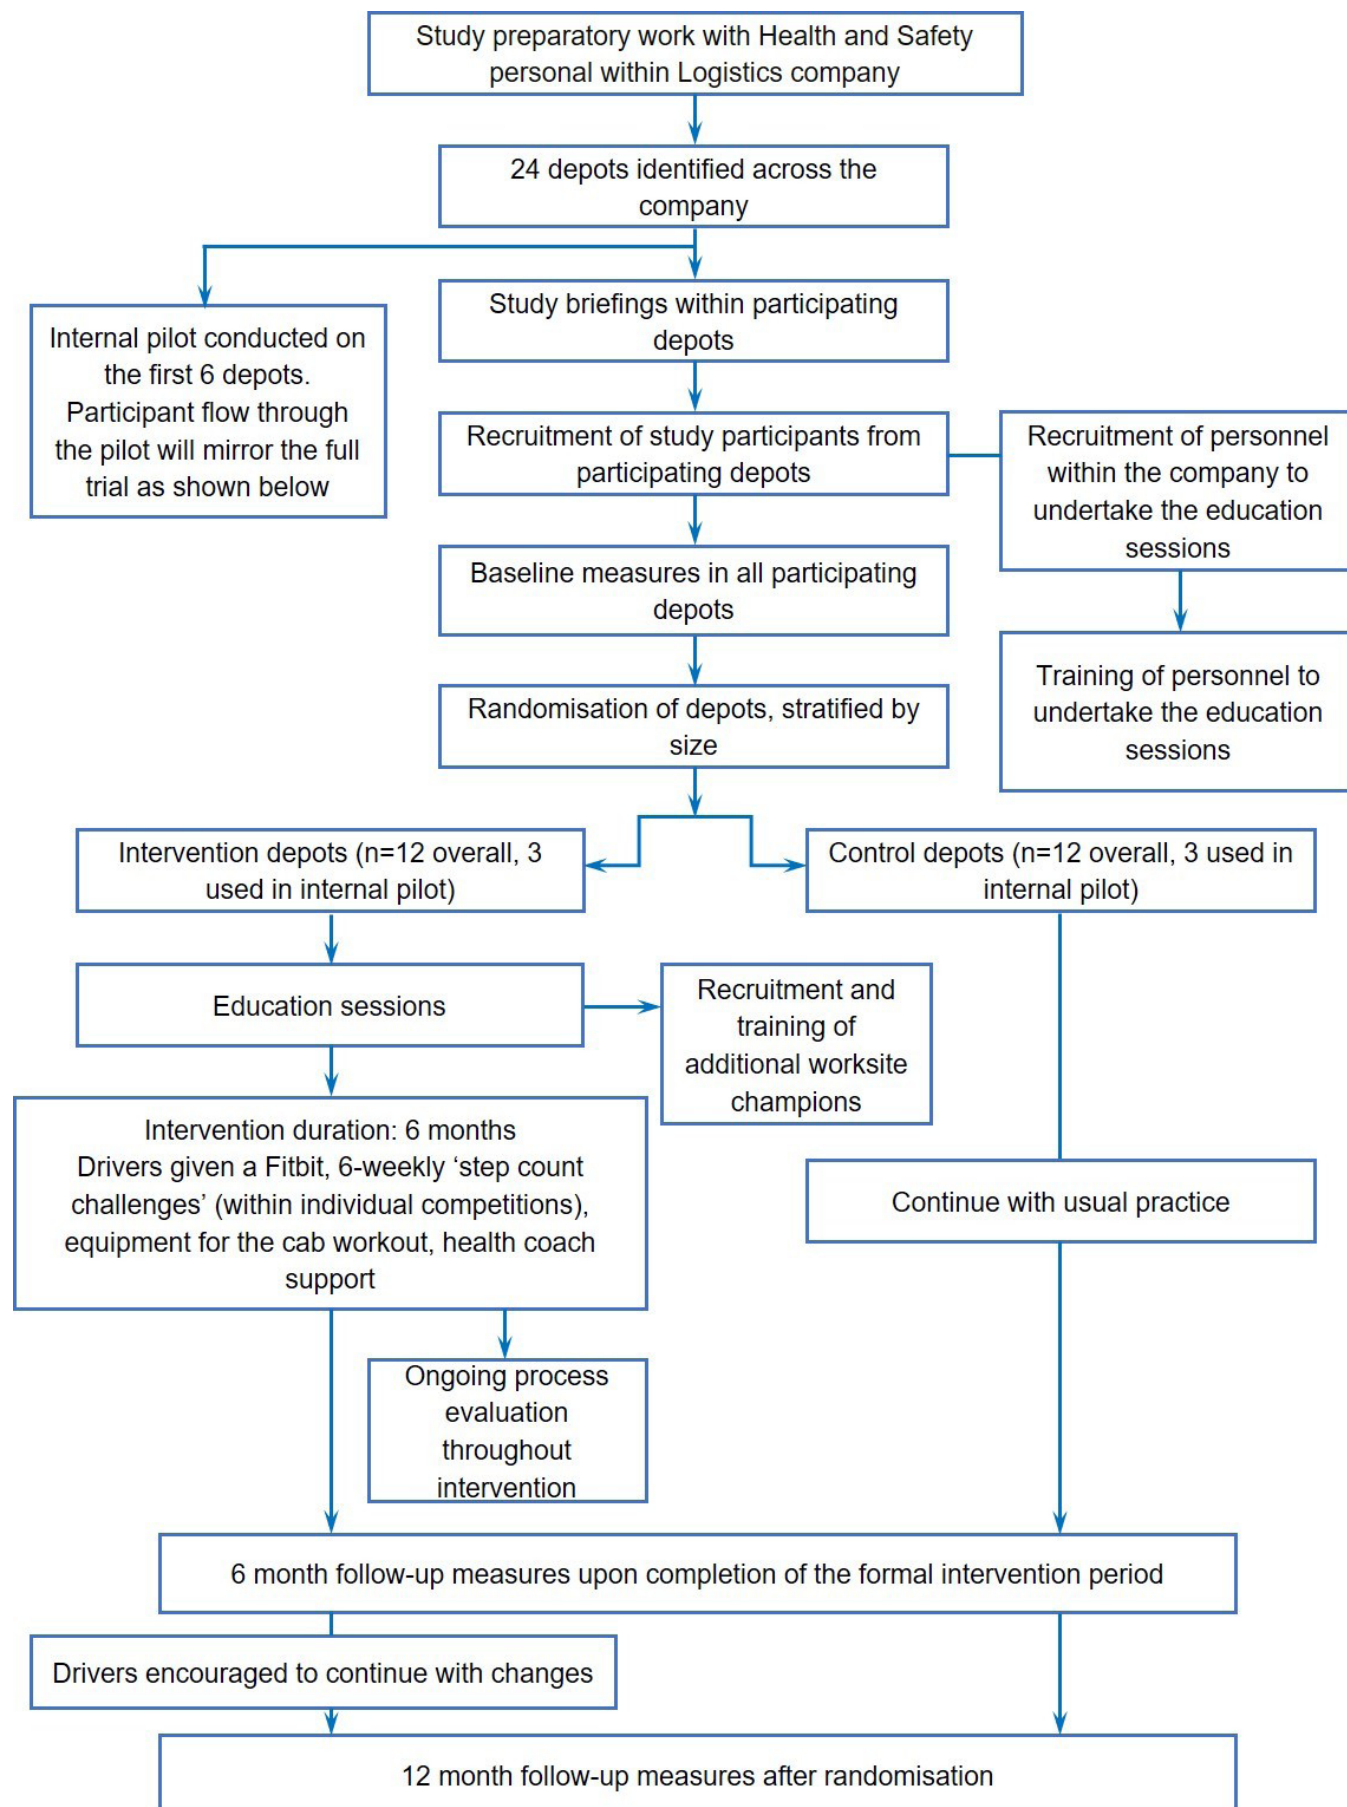 Study preparatory work with Health and Safety
personal within Logistics company
24 depots identified across the
company
Study briefings within participating
depots
Internal pilot conducted on
the first 6 depots.
Participant flow through
the pilot will mirror the full
trial as shown below
Recruitment of study participants from
participating depots
Recruitment of personnel
within the company to
undertake the education
sessions
Baseline measures in all participating
depots
Training of personnel to
undertake the education
sessions
Randomisation of depots, stratified by
size
Intervention depots (n=12 overall, 3
used in internal pilot)
Control depots (n=12 overall, 3 used in
internal pilot)
Education sessions
Recruitment and
training of
additional worksite
champions
Intervention duration: 6 months
Drivers given a Fitbit, 6-weekly ‘step count
challenges’ (within individual competitions),
equipment for the cab workout, health coach
support
Continue with usual practice
Ongoing process
evaluation
throughout
intervention
6 month follow-up measures upon completion of the formal intervention period
Drivers encouraged to continue with changes
12 month follow-up measures after randomisation